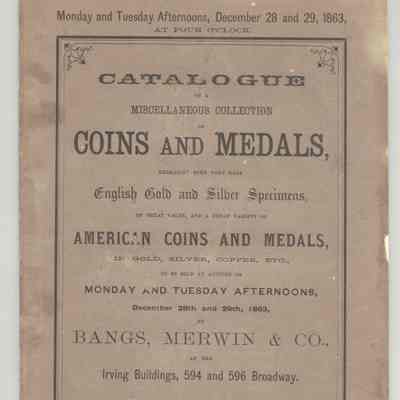 Monday and Tuesday Afternoons, December 28 and 29, 1863,
AT FOUR O'CLOCK.
CATALOGUE
OF A
MISCELLANEOUS COLLECTION
OF
COINS AND MEDALS,
EMBRACING SOME VERY RARE
English Gold and Silver Specimens,
OF GREAT VALUE, AND A GREAT VARIETY OF
AMERICAN COINS AND MEDALS,
IN GOLD, SILVER, COPPER, ETC.,
TO BE SOLD AT AUCTION ON
MONDAY AND TUESDAY AFTERNOONS,
December 28th and 29th, 1863,
BY
BANGS, MERWIN & CO.,
AT THE
Irving Buildings, 594 and 596 Broadway.